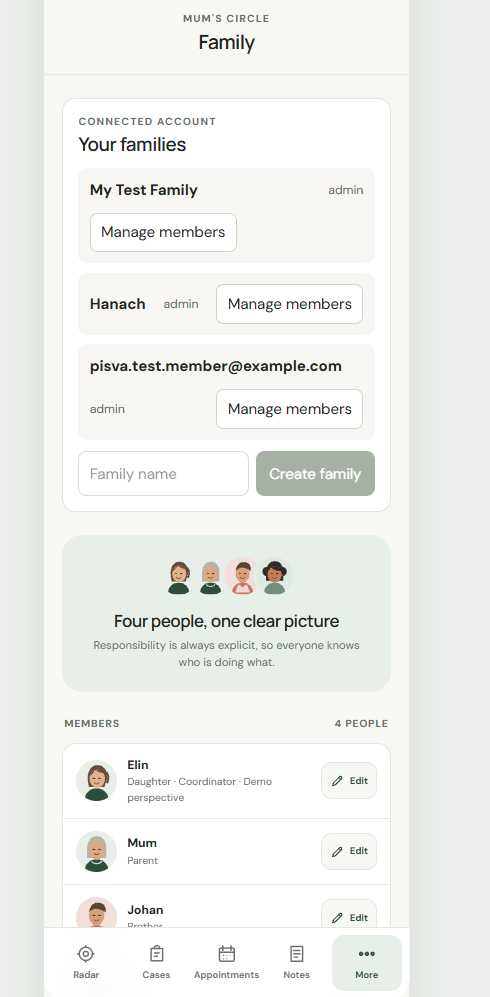 MUM'S CIRCLE
Family
CONNECTED ACCOUNT
Your families
My Test Family admin
Manage members
Hanach admin Manage members
pisva.test.member@example.com
admin Manage members
Family name Create family
Four people, one clear picture
Responsibility is always explicit, so everyone knows
who is doing what.
MEMBERS 4 PEOPLE
Elin
Daughter · Coordinator · Demo
perspective
Edit
Mum
Parent
Edit
Johan
Brother
Edit
Radar Cases Appointments Notes More